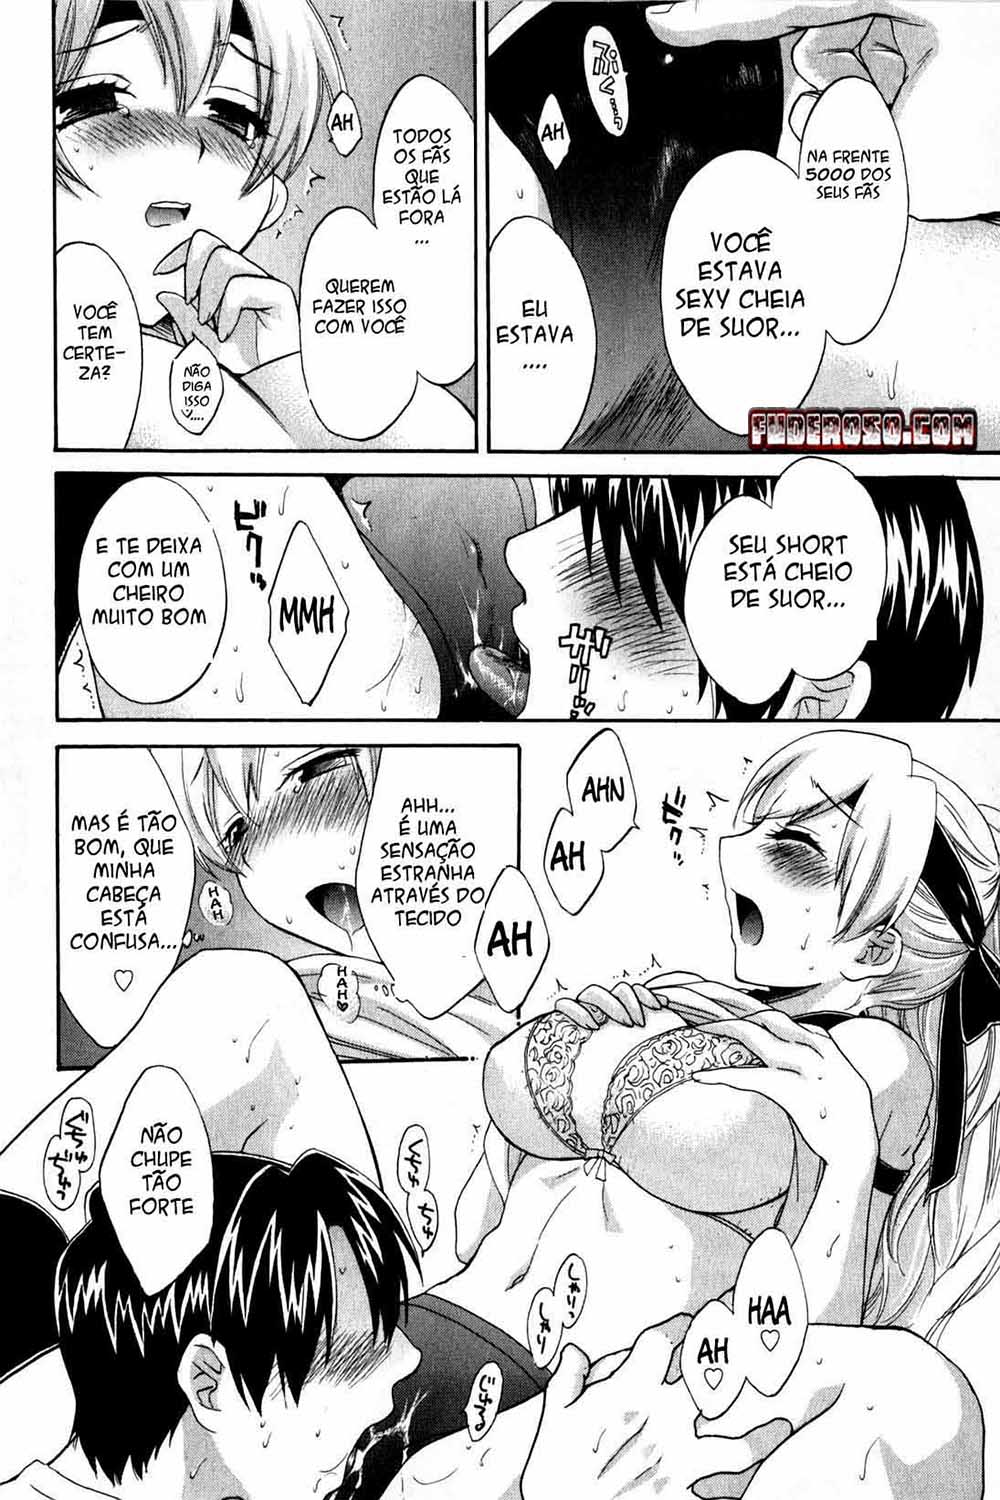 NA FRENTE
5000 DOS
SEUS FÃS
VOCÊ
ESTAVA
SEXY CHEIA
DE SUOR...
AH
EU
ESTAVA
....
FUDEROSO.COM
TODOS
OS FÃS
QUE
ESTÃO LÁ
FORA
...
QUEREM
FAZER ISSO
COM VOCÊ
AH
NÃO
DIGA
ISSO
....
VOCÊ
TEM
CERTE-
ZA?
SEU SHORT
ESTÁ CHEIO
DE SUOR...
E TE DEIXA
COM UM
CHEIRO
MUITO BOM
MMH
AHN
AH
AH
AHH...
É UMA
SENSAÇÃO
ESTRANHA
ATRAVÉS DO
TECIDO
HAH
HAH♥
MAS É TÃO
BOM, QUE
MINHA
CABEÇA
ESTÁ
CONFUSA...
♡
NÃO
CHUPE
TÃO
FORTE
HAA
♡
AH
♡